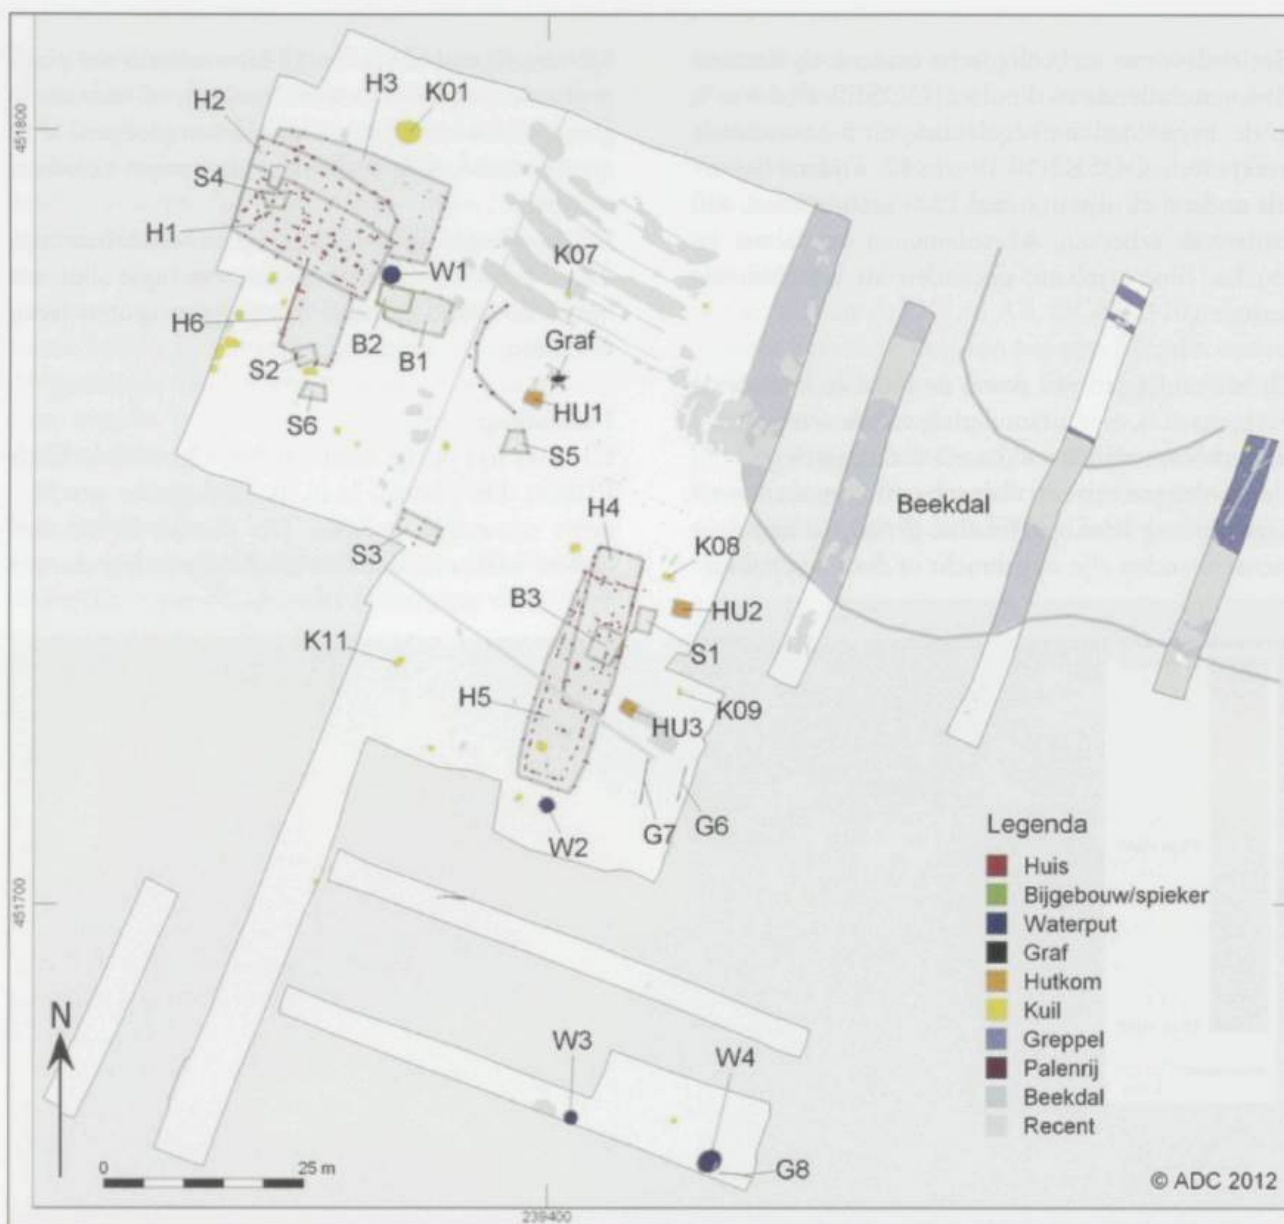 H3
K01
H2
451800
S4
H1
W1
K07
H6
B2
B1
Graf
S2
HU1
S6
S5
Beekdal
H4
S3
K08
B3
HU2
K11
S1
H5
K09
HU3
G7
G6
W2
Legenda
Huis
Bijgebouw/spieker
Waterput
Graf
Hutkom
Kuil
Greppel
Palenrij
Beekdal
Recent
451700
N
W3
W4
G8
0 25 m
© ADC 2012
239400